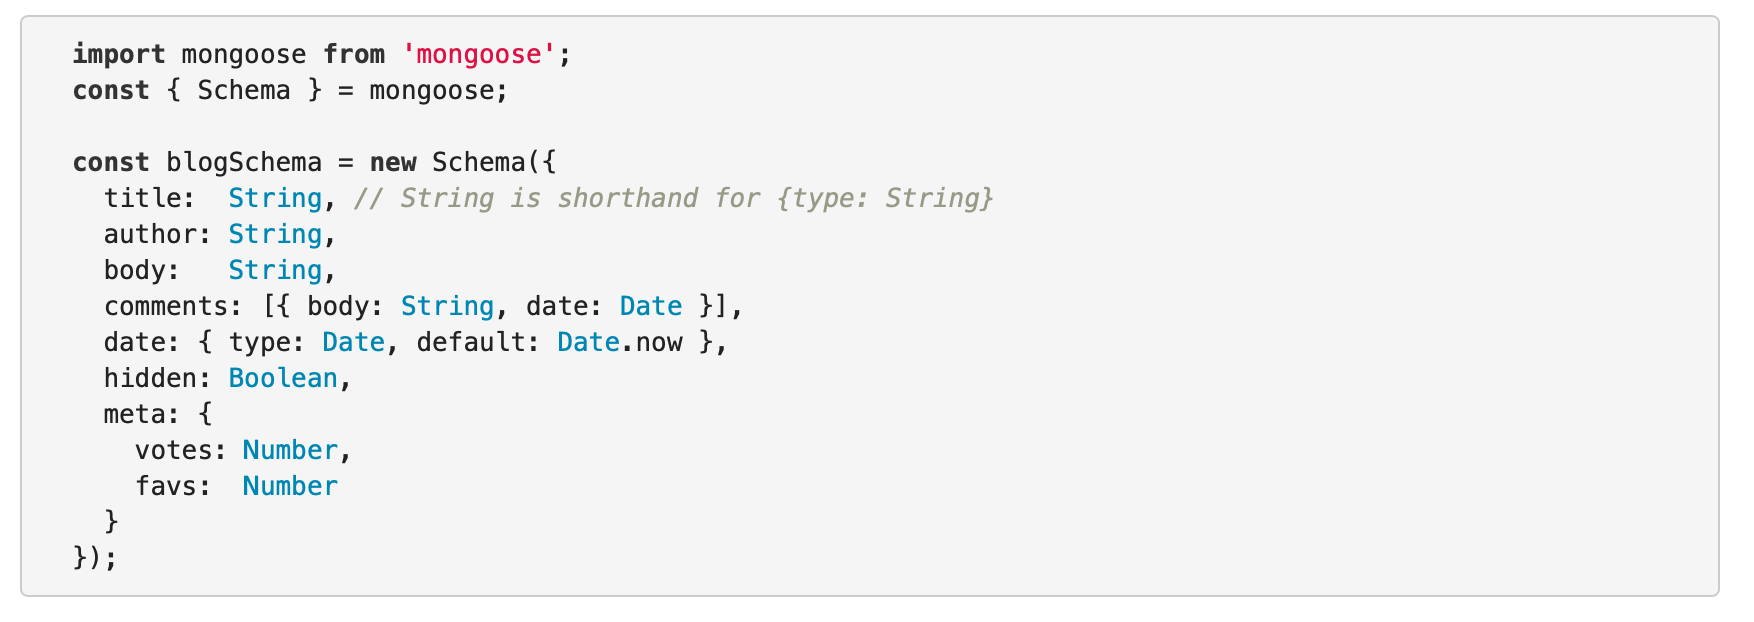 import mongoose from 'mongoose';
const { Schema } = mongoose;

const blogSchema = new Schema({
  title:  String, // String is shorthand for {type: String}
  author: String,
  body:   String,
  comments: [{ body: String, date: Date }],
  date: { type: Date, default: Date.now },
  hidden: Boolean,
  meta: {
    votes: Number,
    favs:  Number
  }
});